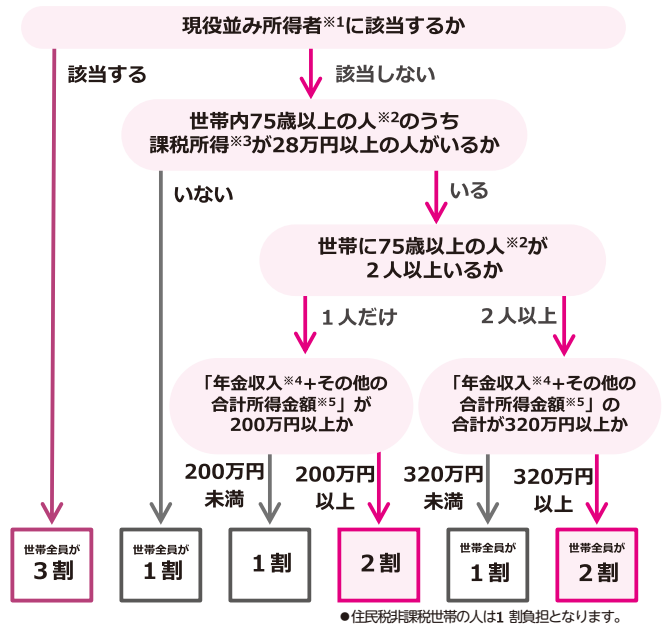 現役並み所得者※1に該当するか
該当する
該当しない
世帯内75歳以上の人※2のうち
課税所得※3が28万円以上の人がいるか
いない
いる
世帯に75歳以上の人※2が
２人以上いるか
１人だけ
２人以上
「年金収入※4+その他の
合計所得金額※5」が
200万円以上か
「年金収入※4+その他の
合計所得金額※5」の
合計が320万円以上か
200万円
未満
200万円
以上
320万円
未満
320万円
以上
世帯全員が
３割
世帯全員が
１割
１割
２割
世帯全員が
１割
世帯全員が
２割
●住民税非課税世帯の人は1 割負担となります。